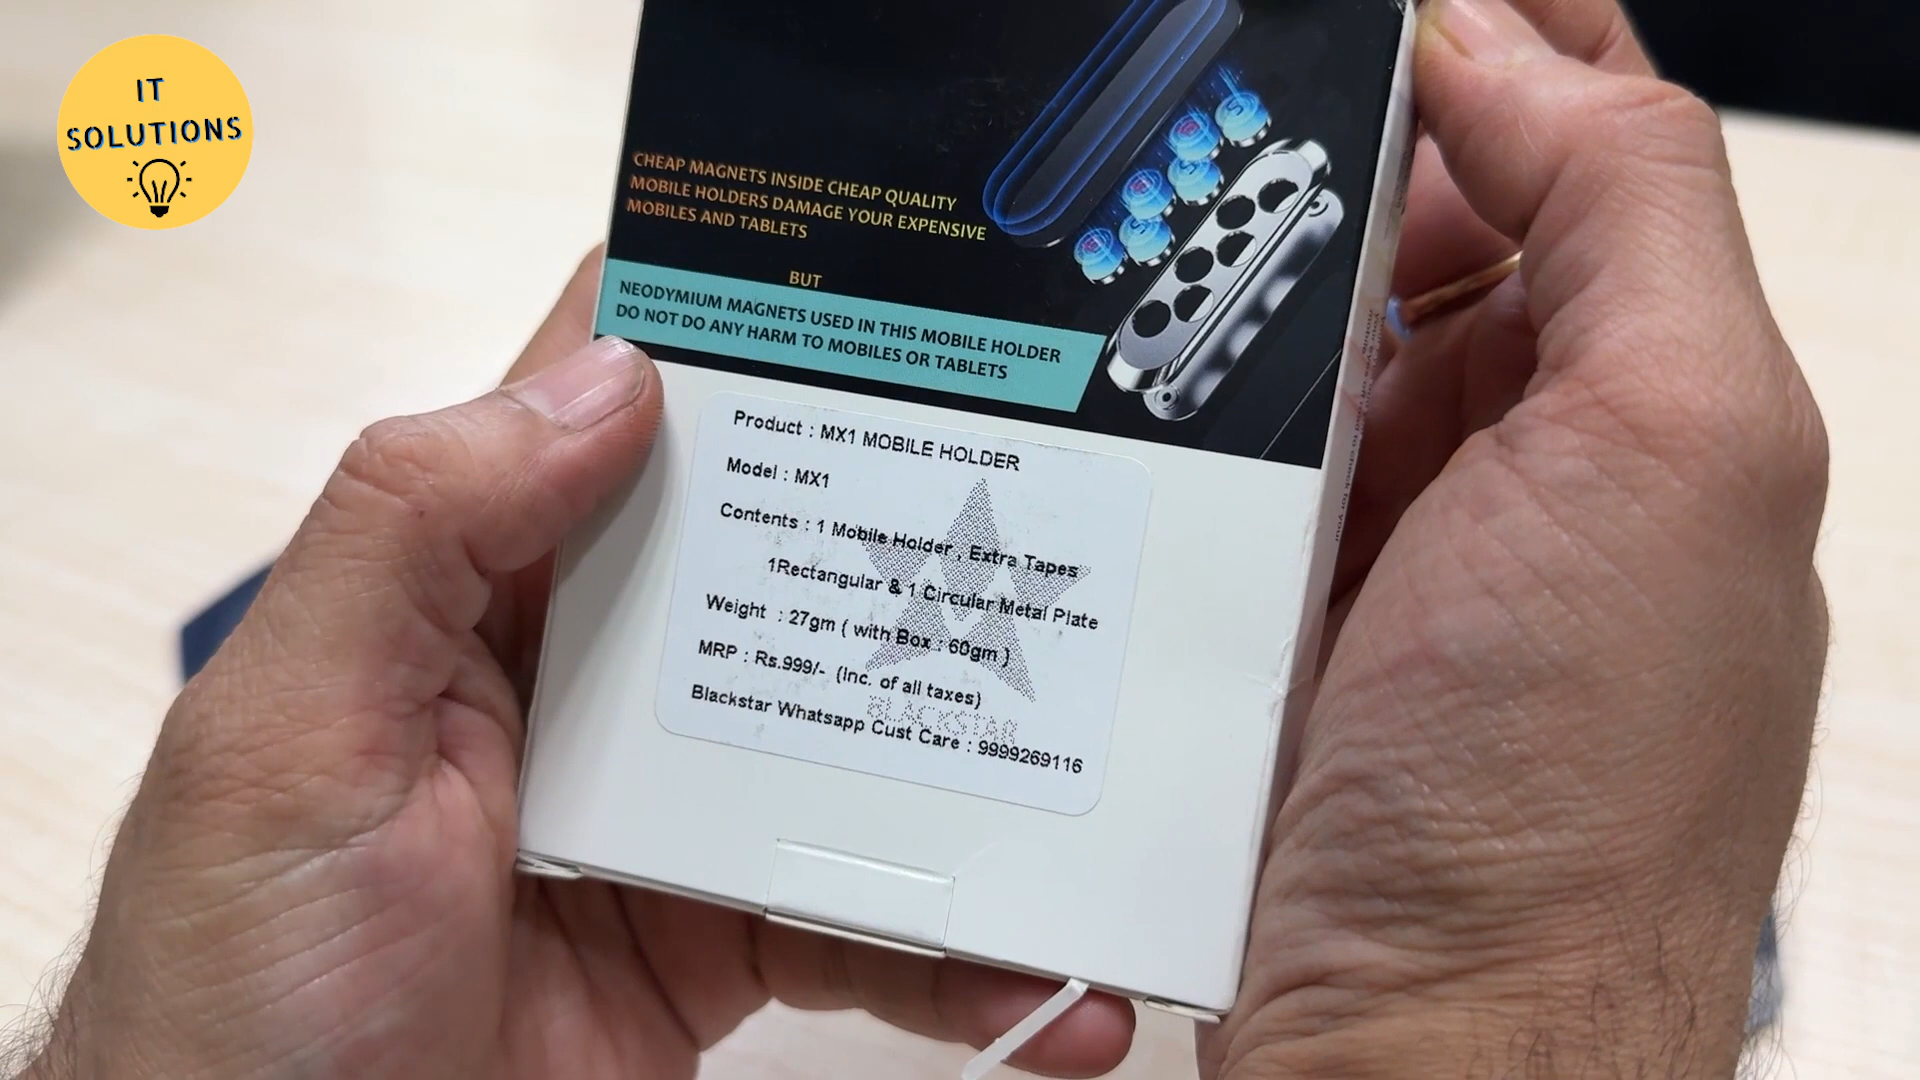 IT
SOLUTIONS
CHEAP MAGNETS INSIDE CHEAP QUALITY
MOBILE HOLDERS DAMAGE YOUR EXPENSIVE
MOBILES AND TABLETS
BUT
NEODYMIUM MAGNETS USED IN THIS MOBILE HOLDER
DO NOT DO ANY HARM TO MOBILES OR TABLETS
Product : MX1 MOBILE HOLDER
Model : MX1
Contents : 1 Mobile Holder , Extra Tapes
1Rectangular & 1 Circular Metal Plate
Weight : 27gm ( with Box : 60gm )
MRP : Rs.999/- (Inc. of all taxes)
BLACKSTAR
Blackstar Whatsapp Cust Care : 9999269116